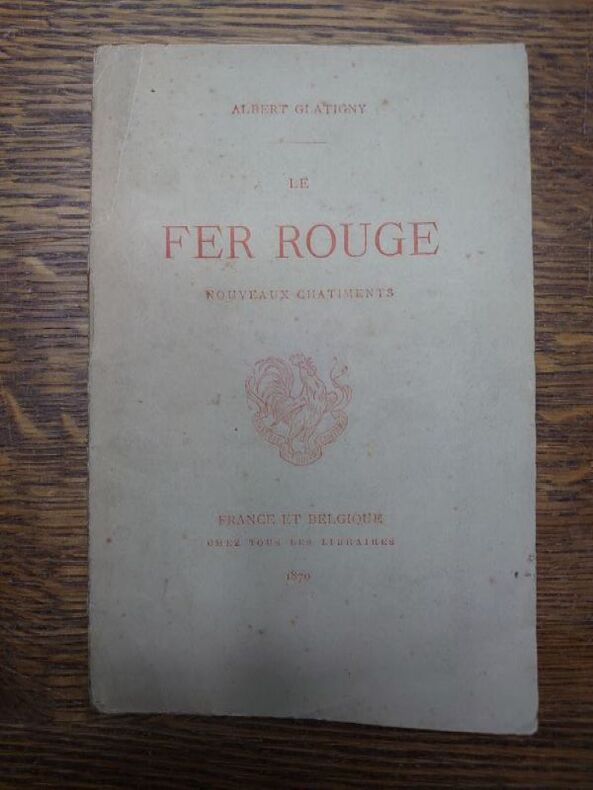 ALBERT GLATIGNY
LE
FER ROUGE
NOUVEAUX CHATIMENTS
FRANCE ET BELGIQUE
CHEZ TOUS LES LIBRAIRES
1870